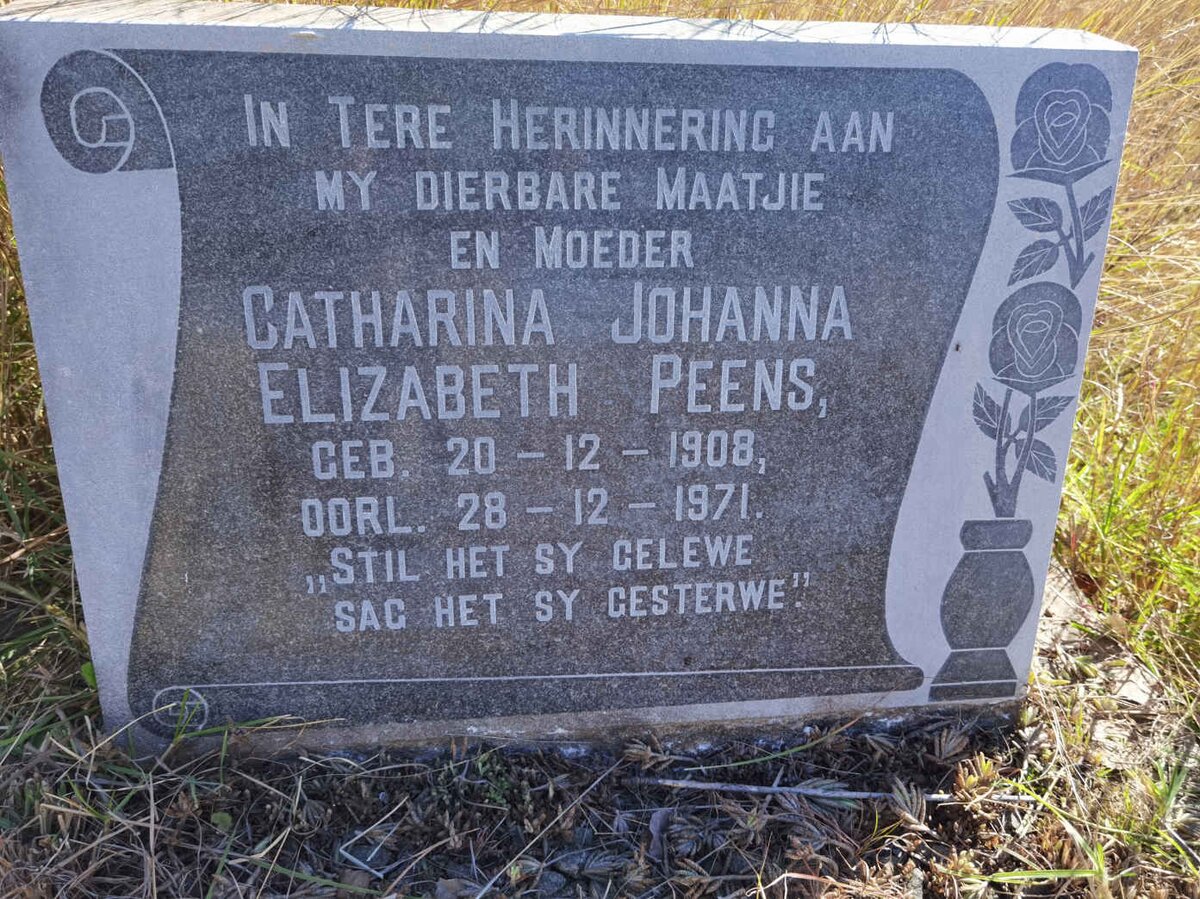 In Tere Herinnering aan
my dierbare Maatjie
en Moeder
Catharina Johanna
Elizabeth Peens,
geb. 20 – 12 – 1908,
oorl. 28 – 12 – 1971.
„Stil het sy gelewe
sag het sy gesterwe”.